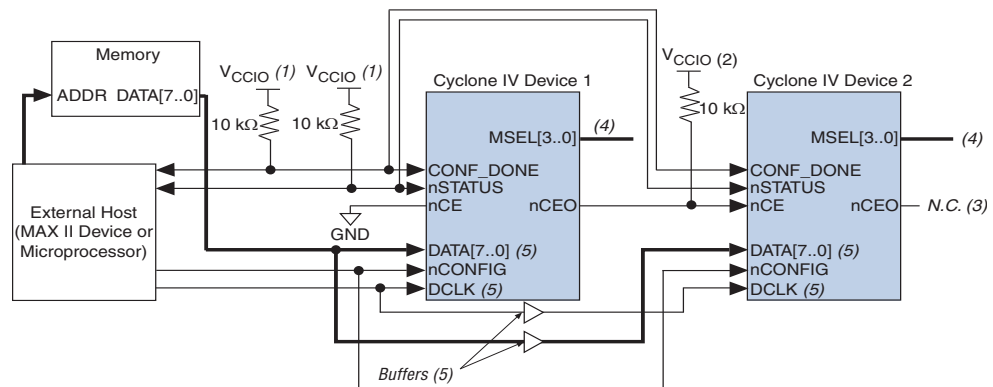 Memory
ADDR DATA[7..0]
VCCIO (1)
VCCIO (1)
10 kΩ
10 kΩ
Cyclone IV Device 1
MSEL[3..0]
(4)
CONF_DONE
nSTATUS
nCE
nCEO
GND
DATA[7..0] (5)
nCONFIG
DCLK (5)
External Host
(MAX II Device or
Microprocessor)
VCCIO (2)
10 kΩ
Cyclone IV Device 2
MSEL[3..0]
(4)
CONF_DONE
nSTATUS
nCE
nCEO
N.C. (3)
DATA[7..0] (5)
nCONFIG
DCLK (5)
Buffers (5)